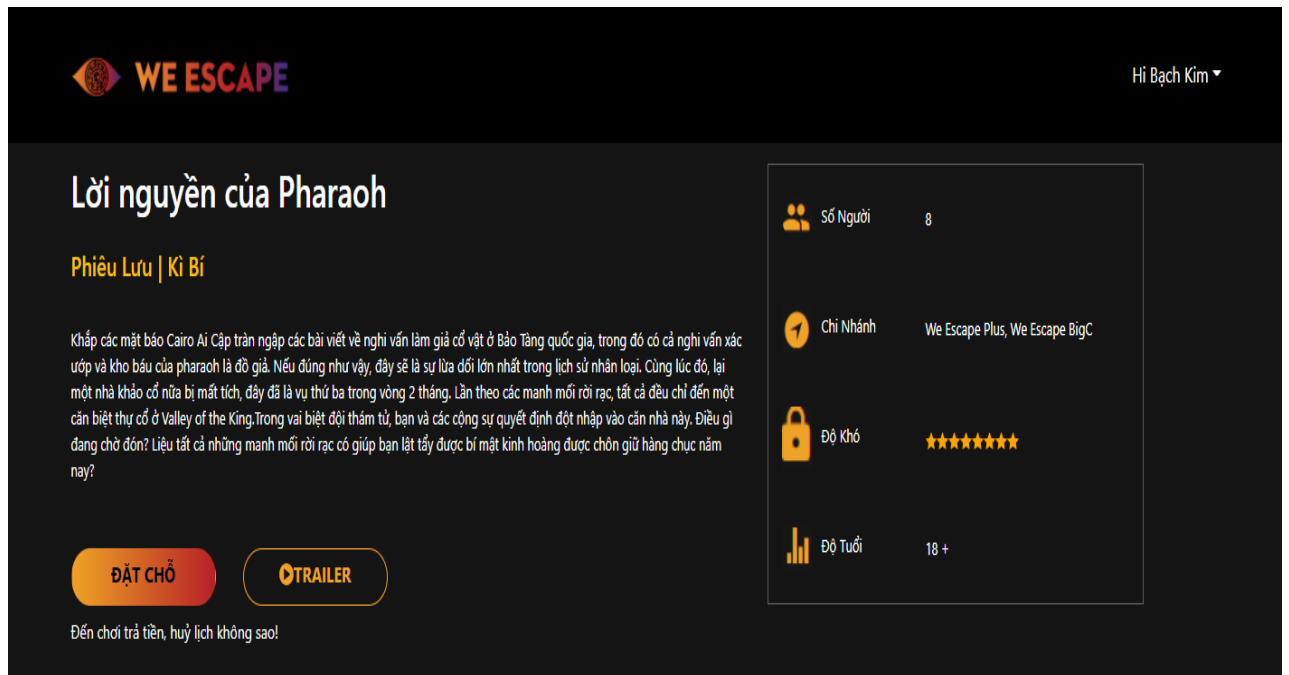 WE ESCAPE
Hi Bạch Kim
Lời nguyền của Pharaoh
Phiêu Lưu | Kì Bí
Khắp các mặt báo Cairo Ai Cập tràn ngập các bài viết về nghi vấn làm giả cổ vật ở Bảo Tàng quốc gia, trong đó có cả nghi vấn xác
ướp và kho báu của pharaoh là đồ giả. Nếu đúng như vậy, đây sẽ là sự lừa dối lớn nhất trong lịch sử nhân loại. Cùng lúc đó, lại
một nhà khảo cổ nữa bị mất tích, đây đã là vụ thứ ba trong vòng 2 tháng. Lần theo các manh mối rời rạc, tất cả đều chỉ đến một
căn biệt thự cổ ở Valley of the King.Trong vai biệt đội thám tử, bạn và các cộng sự quyết định đột nhập vào căn nhà này. Điều gì
đang chờ đón? Liệu tất cả những manh mối rời rạc có giúp bạn lật tẩy được bí mật kinh hoàng được chôn giữ hàng chục năm
nay?
ĐẶT CHỖ
TRAILER
Đến chơi trả tiền, huỷ lịch không sao!
Số Người 8
Chi Nhánh We Escape Plus, We Escape BigC
Độ Khó ★★★★★★★★
Độ Tuổi 18 +